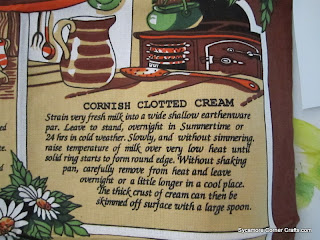 CORNISH CLOTTED CREAM
Strain very fresh milk into a wide shallow earthenware
par. Leave to stand, overnight in Summertime or
24 hrs in cold weather. Slowly, and without simmering,
raise temperature of milk over very low heat until
solid ring starts to form round edge. Without shaking
pan, carefully remove from heat and leave
overnight or a little longer in a cool place.
The thick crust of cream can then be
skimmed off surface with a large spoon.
Sycamore Corner Crafts.com